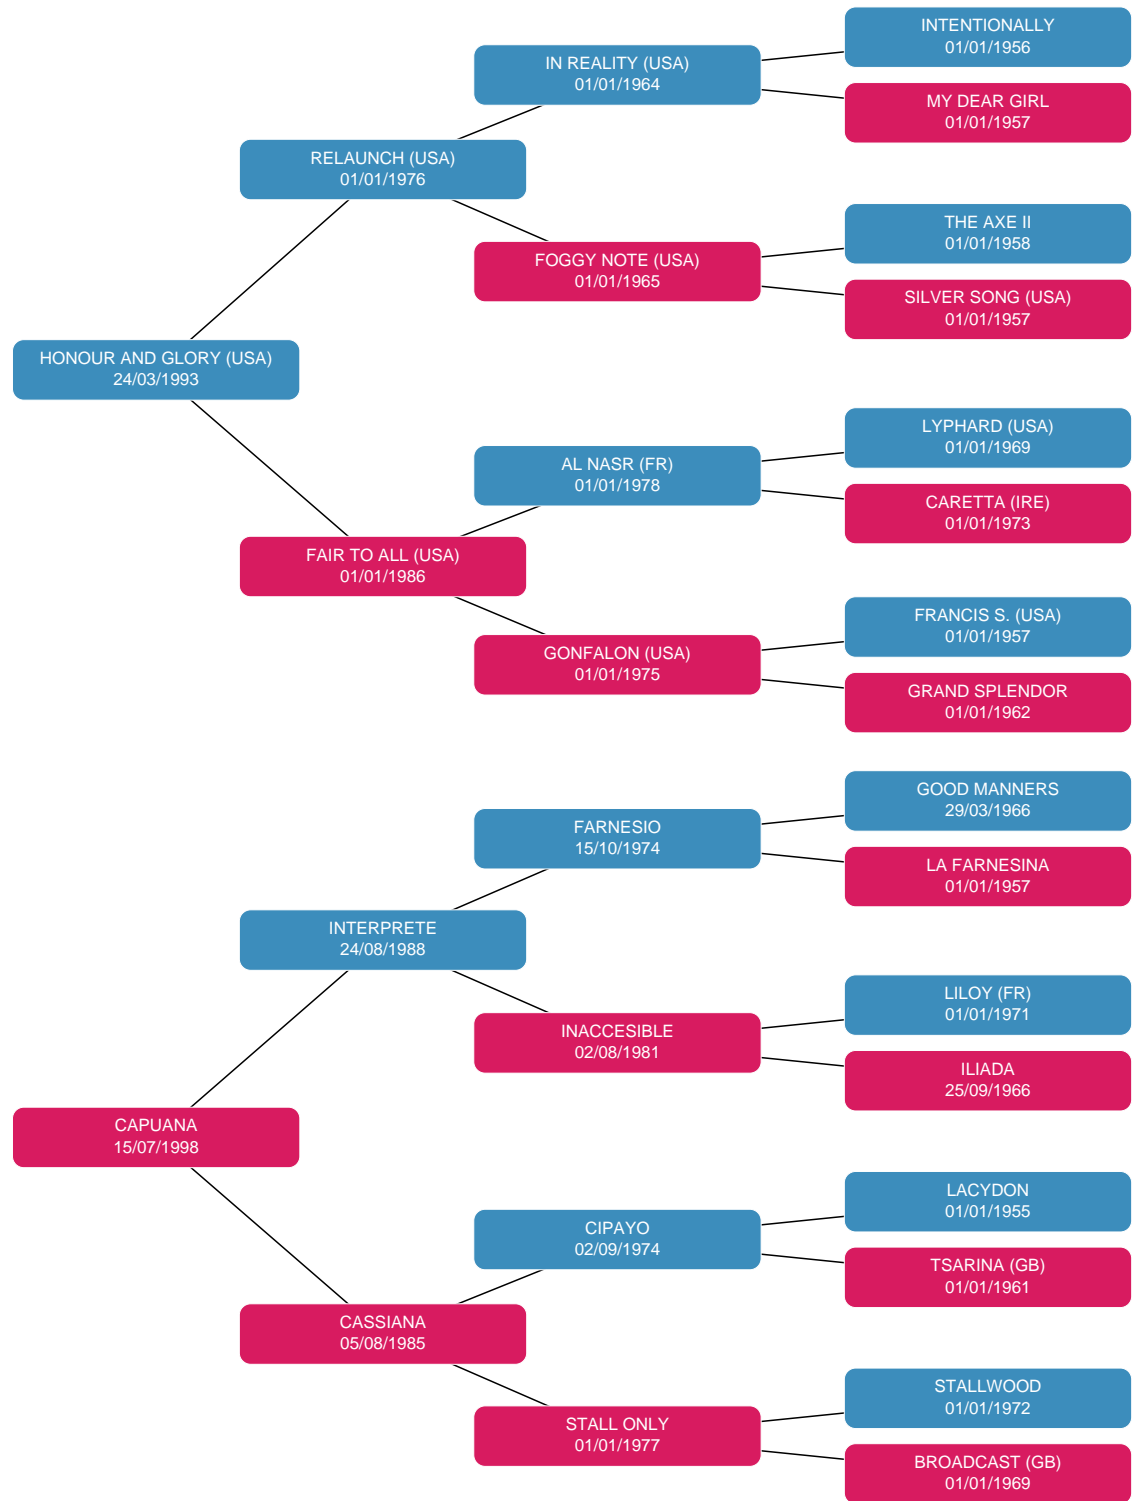 INTENTIONALLY
01/01/1956
IN REALITY (USA)
01/01/1964
MY DEAR GIRL
01/01/1957
RELAUNCH (USA)
01/01/1976
THE AXE II
01/01/1958
FOGGY NOTE (USA)
01/01/1965
SILVER SONG (USA)
01/01/1957
HONOUR AND GLORY (USA)
24/03/1993
LYPHARD (USA)
01/01/1969
AL NASR (FR)
01/01/1978
CARETTA (IRE)
01/01/1973
FAIR TO ALL (USA)
01/01/1986
FRANCIS S. (USA)
01/01/1957
GONFALON (USA)
01/01/1975
GRAND SPLENDOR
01/01/1962
GOOD MANNERS
29/03/1966
FARNESIO
15/10/1974
LA FARNESINA
01/01/1957
INTERPRETE
24/08/1988
LILOY (FR)
01/01/1971
INACCESIBLE
02/08/1981
ILIADA
25/09/1966
CAPUANA
15/07/1998
LACYDON
01/01/1955
CIPAYO
02/09/1974
TSARINA (GB)
01/01/1961
CASSIANA
05/08/1985
STALLWOOD
01/01/1972
STALL ONLY
01/01/1977
BROADCAST (GB)
01/01/1969